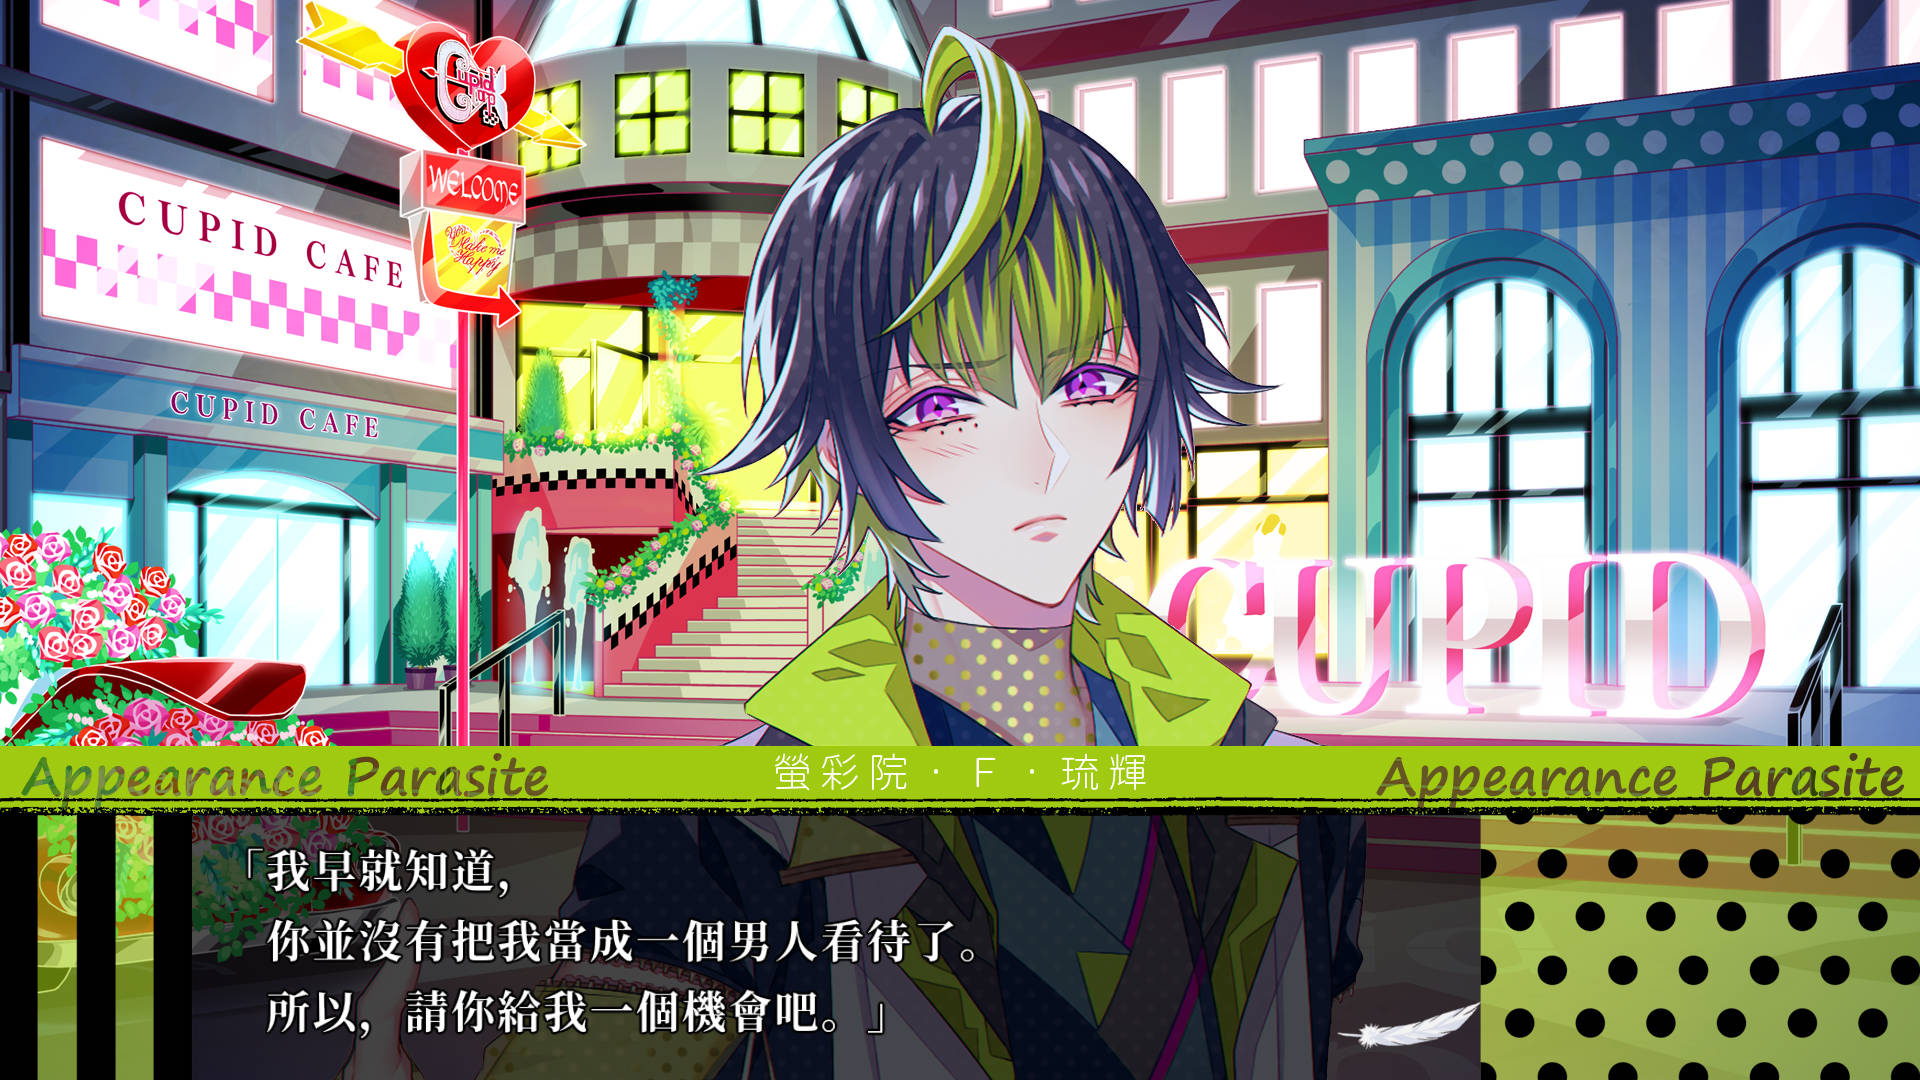 Cupid
WELCOME
You
Make me
Happy
CUPID CAFE
CUPID CAFE
CUPID
Appearance Parasite
螢彩院・F・琉輝
Appearance Parasite
「我早就知道，
你並沒有把我當成一個男人看待了。
所以，請你給我一個機會吧。」